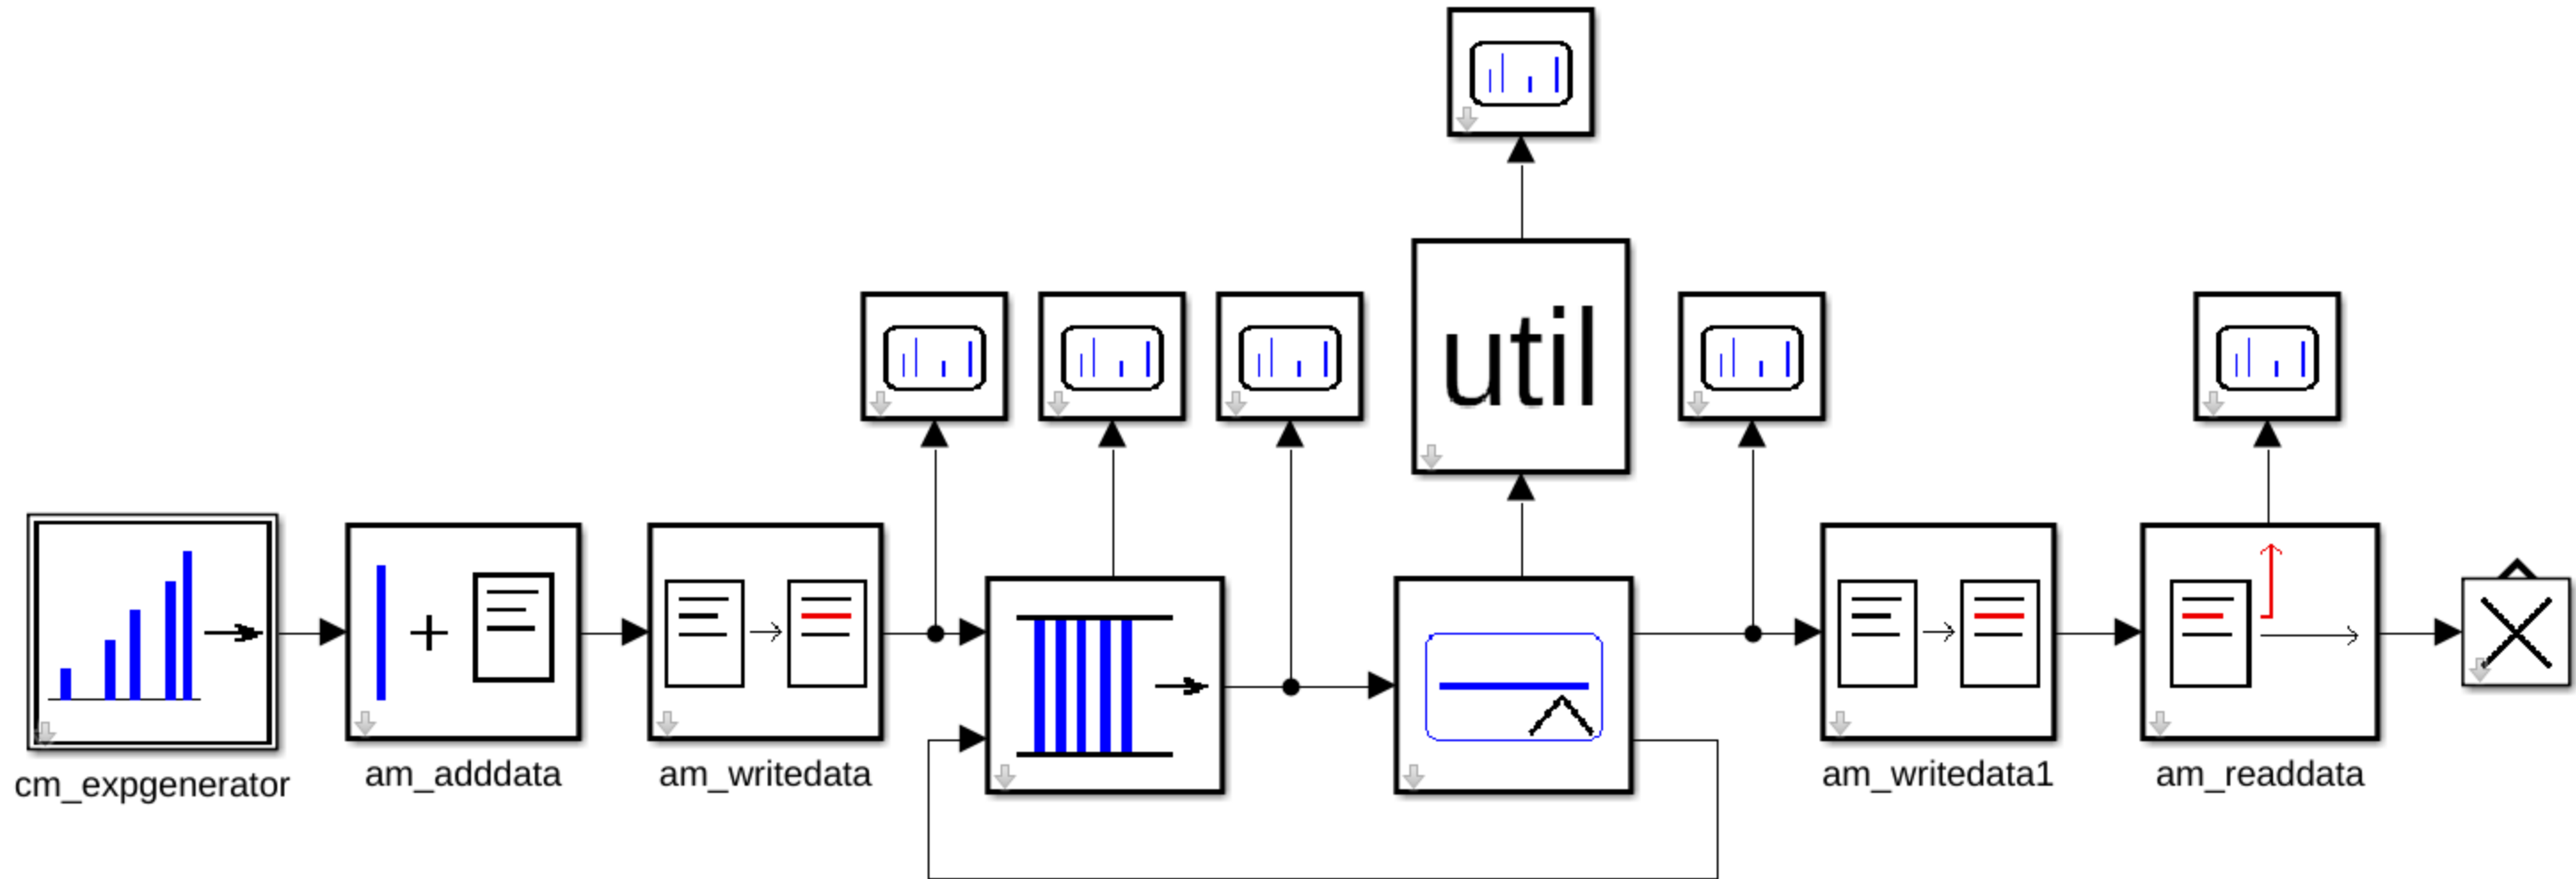 util
cm_expgenerator
am_adddata
am_writedata
am_writedata1
am_readdata